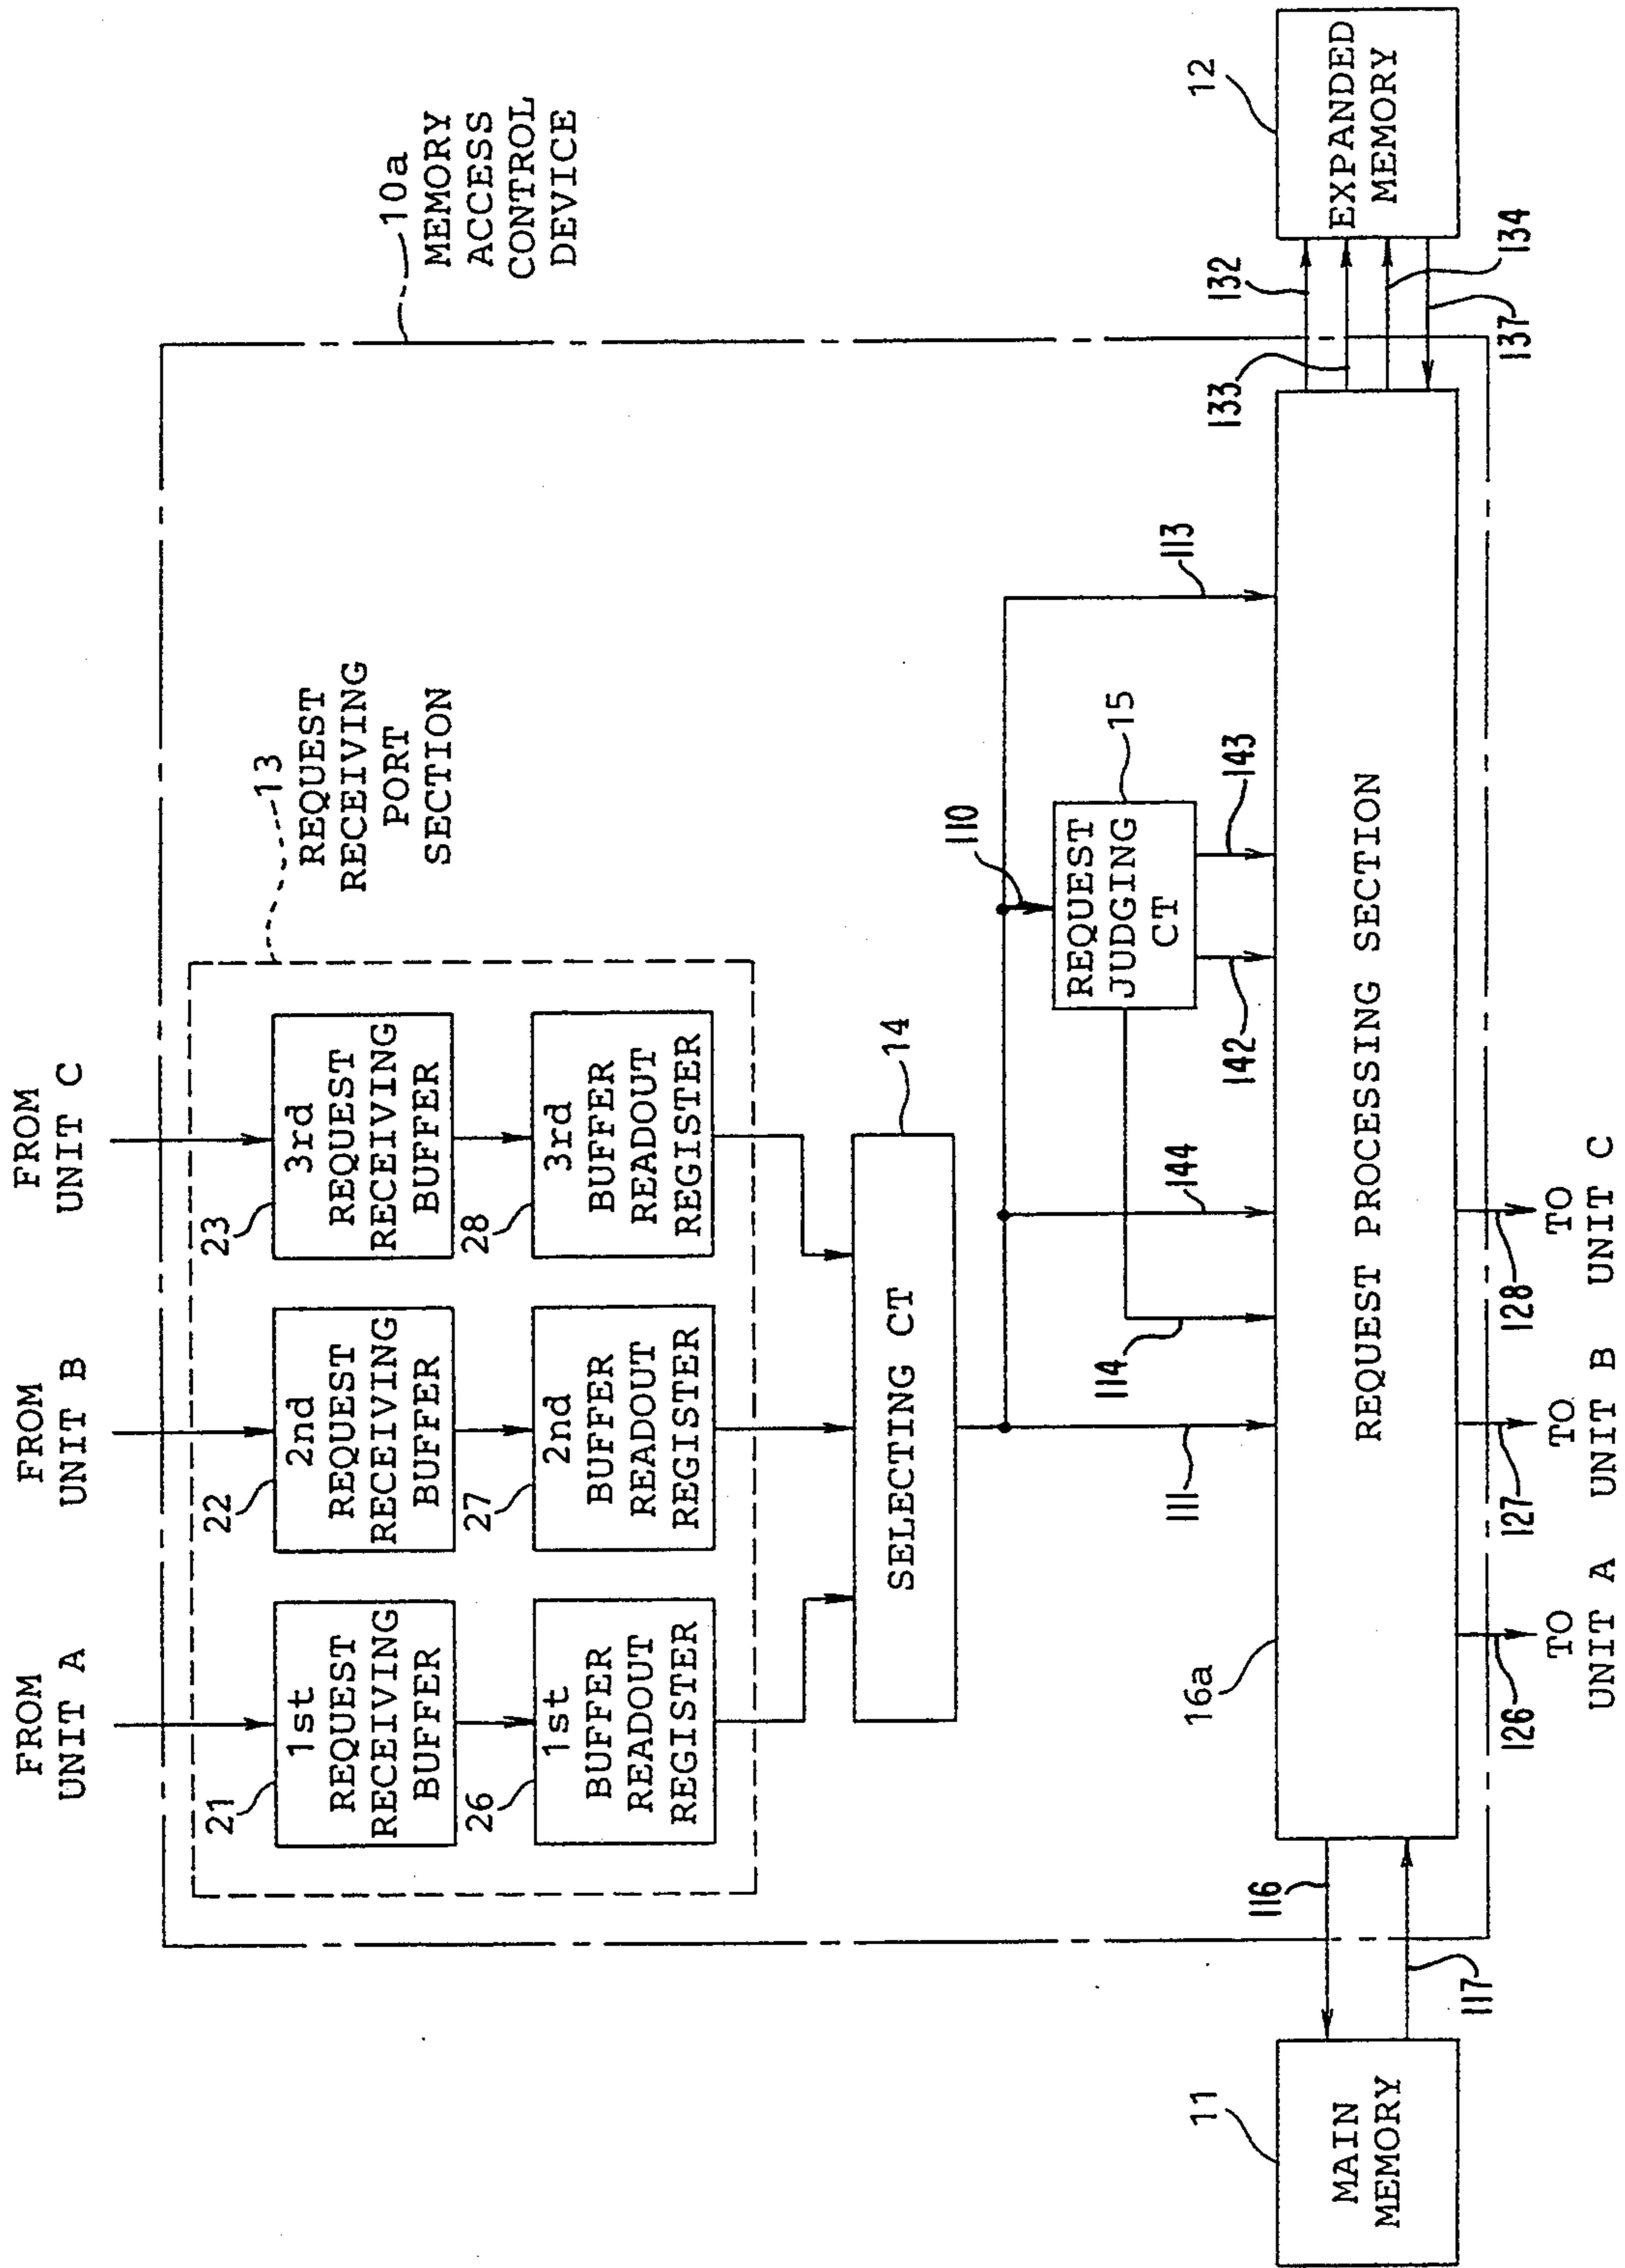 FROM
UNIT A
FROM
UNIT B
FROM
UNIT C
10a
MEMORY
ACCESS
CONTROL
DEVICE
13
REQUEST
RECEIVING
PORT
SECTION
21
1st
REQUEST
RECEIVING
BUFFER
22
2nd
REQUEST
RECEIVING
BUFFER
23
3rd
REQUEST
RECEIVING
BUFFER
26
1st
BUFFER
READOUT
REGISTER
27
2nd
BUFFER
READOUT
REGISTER
28
3rd
BUFFER
READOUT
REGISTER
SELECTING CT
14
110
REQUEST
JUDGING
CT
15
111
114
144
142
143
113
16a
REQUEST PROCESSING SECTION
11
MAIN
MEMORY
116
117
12
EXPANDED
MEMORY
132
133
134
137
126
127
128
TO
UNIT A
TO
UNIT B
TO
UNIT C